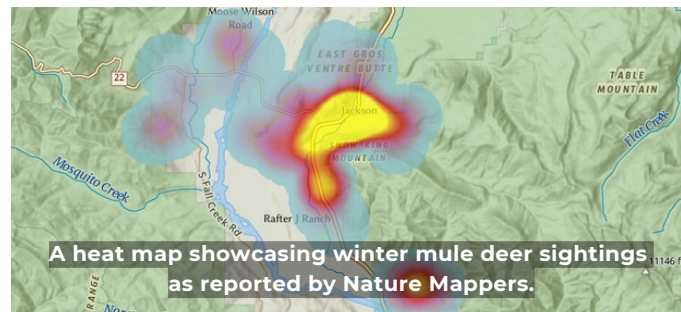 Moose Wilson
Road
EAST GROS
VENTRE BUTTE
22
TABLE
MOUNTAIN
Jackson
Flat Creek
SNOW KING
MOUNTAIN
Mosquito Creek
S Fall Creek Rd
Rafter J Ranch
A heat map showcasing winter mule deer sightings
11146 f
as reported by Nature Mappers.
RANGE